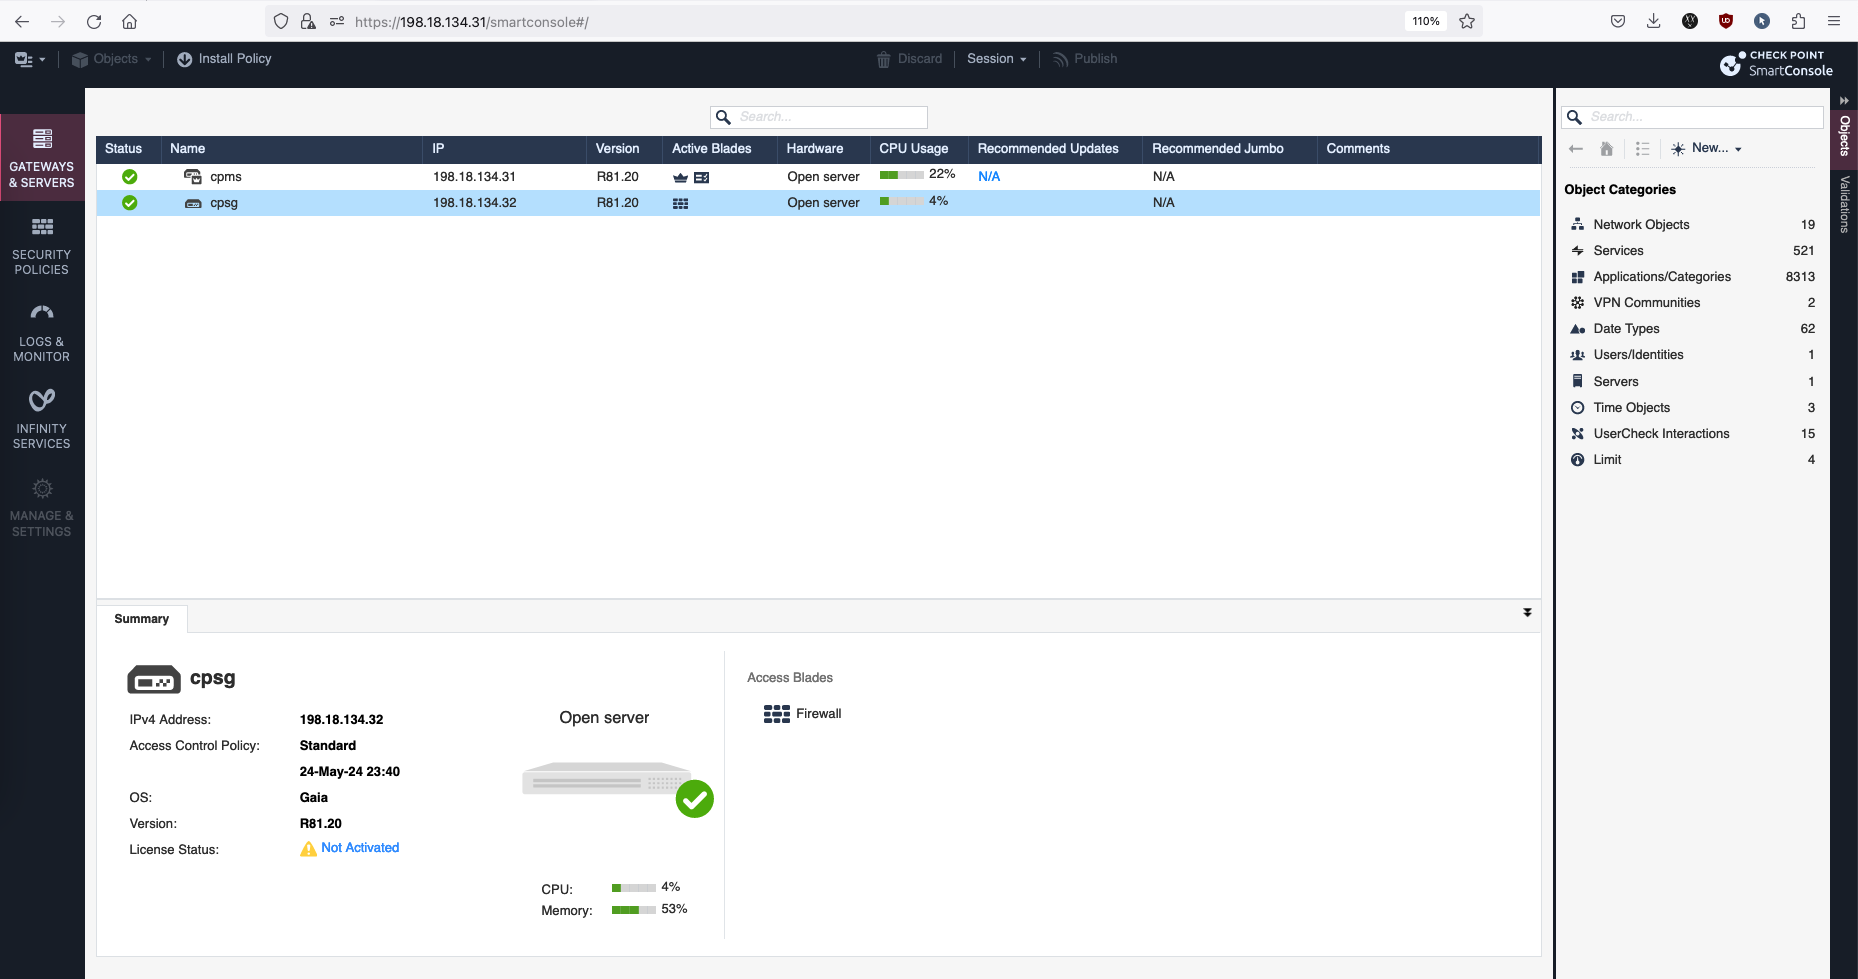 https://198.18.134.31/smartconsole#/
110%
Objects
Install Policy
Discard
Session
Publish
CHECK POINT
SmartConsole
GATEWAYS
& SERVERS
SECURITY
POLICIES
LOGS &
MONITOR
INFINITY
SERVICES
MANAGE &
SETTINGS
Search...
Status Name IP Version Active Blades Hardware CPU Usage Recommended Updates Recommended Jumbo Comments
cpms 198.18.134.31 R81.20 Open server 22% N/A N/A
cpsg 198.18.134.32 R81.20 Open server 4% N/A
Summary
cpsg
IPv4 Address: 198.18.134.32
Access Control Policy: Standard
24-May-24 23:40
OS: Gaia
Version: R81.20
License Status: Not Activated
Open server
CPU: 4%
Memory: 53%
Access Blades
Firewall
Search...
New...
Object Categories
Network Objects 19
Services 521
Applications/Categories 8313
VPN Communities 2
Date Types 62
Users/Identities 1
Servers 1
Time Objects 3
UserCheck Interactions 15
Limit 4
Objects
Validations